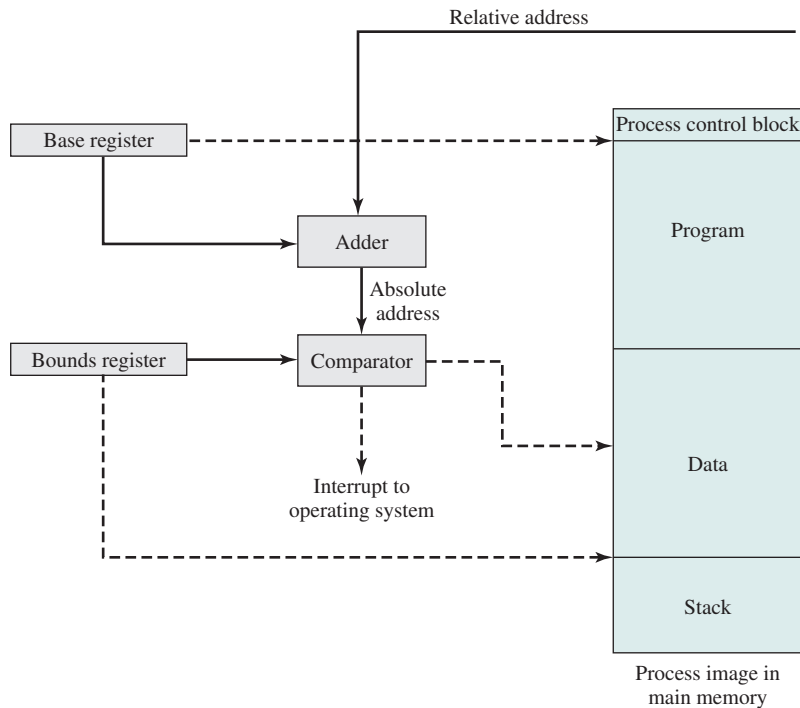 Relative address
Process control block
Base register
Program
Adder
Absolute
address
Bounds register
Comparator
Data
Interrupt to
operating system
Stack
Process image in
main memory